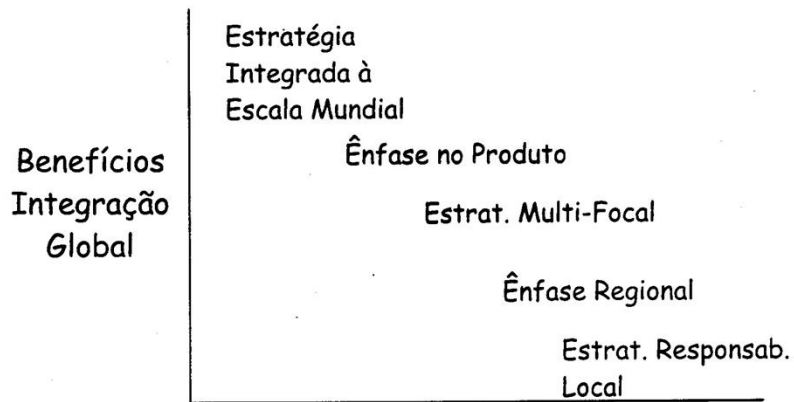 Estratégia
Integrada à
Escala Mundial
Ênfase no Produto
Benefícios
Integração
Global
Estrat. Multi-Focal
Ênfase Regional
Estrat. Responsab.
Local